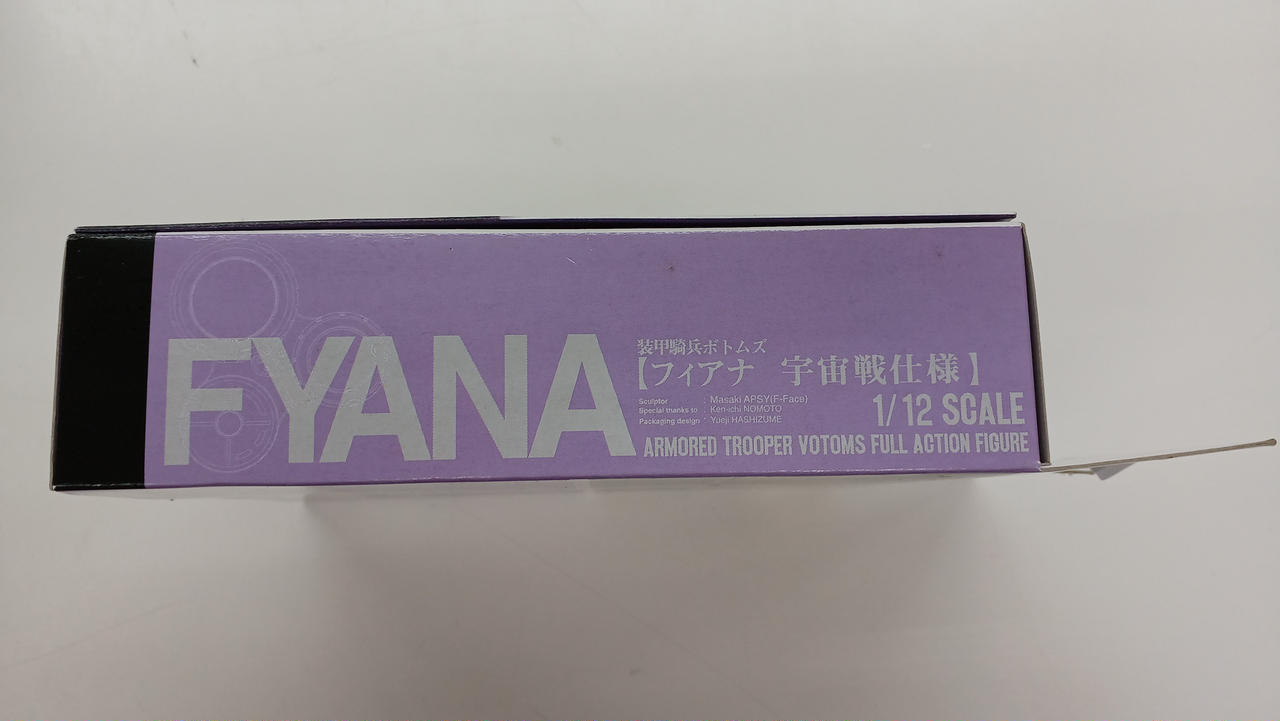 FYANA
装甲騎兵ボトムズ
【フィアナ 宇宙戦仕様】
Sculptor : Masaki APSY(F-Face)
Special thanks to : Ken-ichi NOMOTO
Packaging design : Yueji HASHIZUME
1/12 SCALE
ARMORED TROOPER VOTOMS FULL ACTION FIGURE